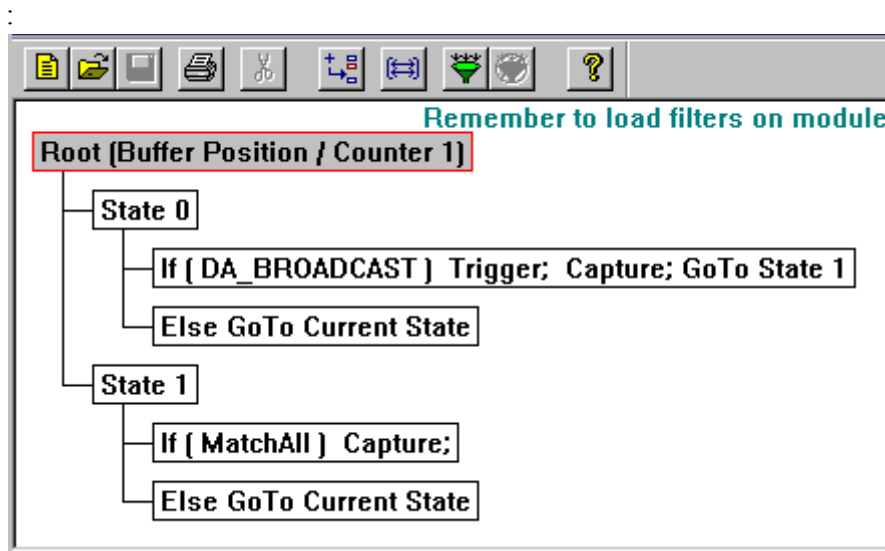 :
Remember to load filters on module
Root (Buffer Position / Counter 1)
State 0
If ( DA_BROADCAST ) Trigger; Capture; GoTo State 1
Else GoTo Current State
State 1
If ( MatchAll ) Capture;
Else GoTo Current State